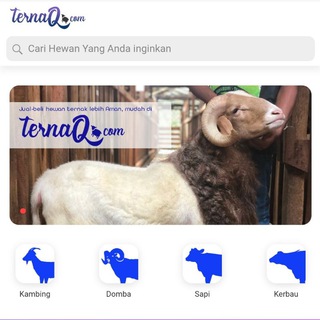 ternaQ.com
Cari Hewan Yang Anda inginkan
Jual-beli hewan ternak lebih Aman, mudah di
ternaQ.com
Kambing
Domba
Sapi
Kerbau